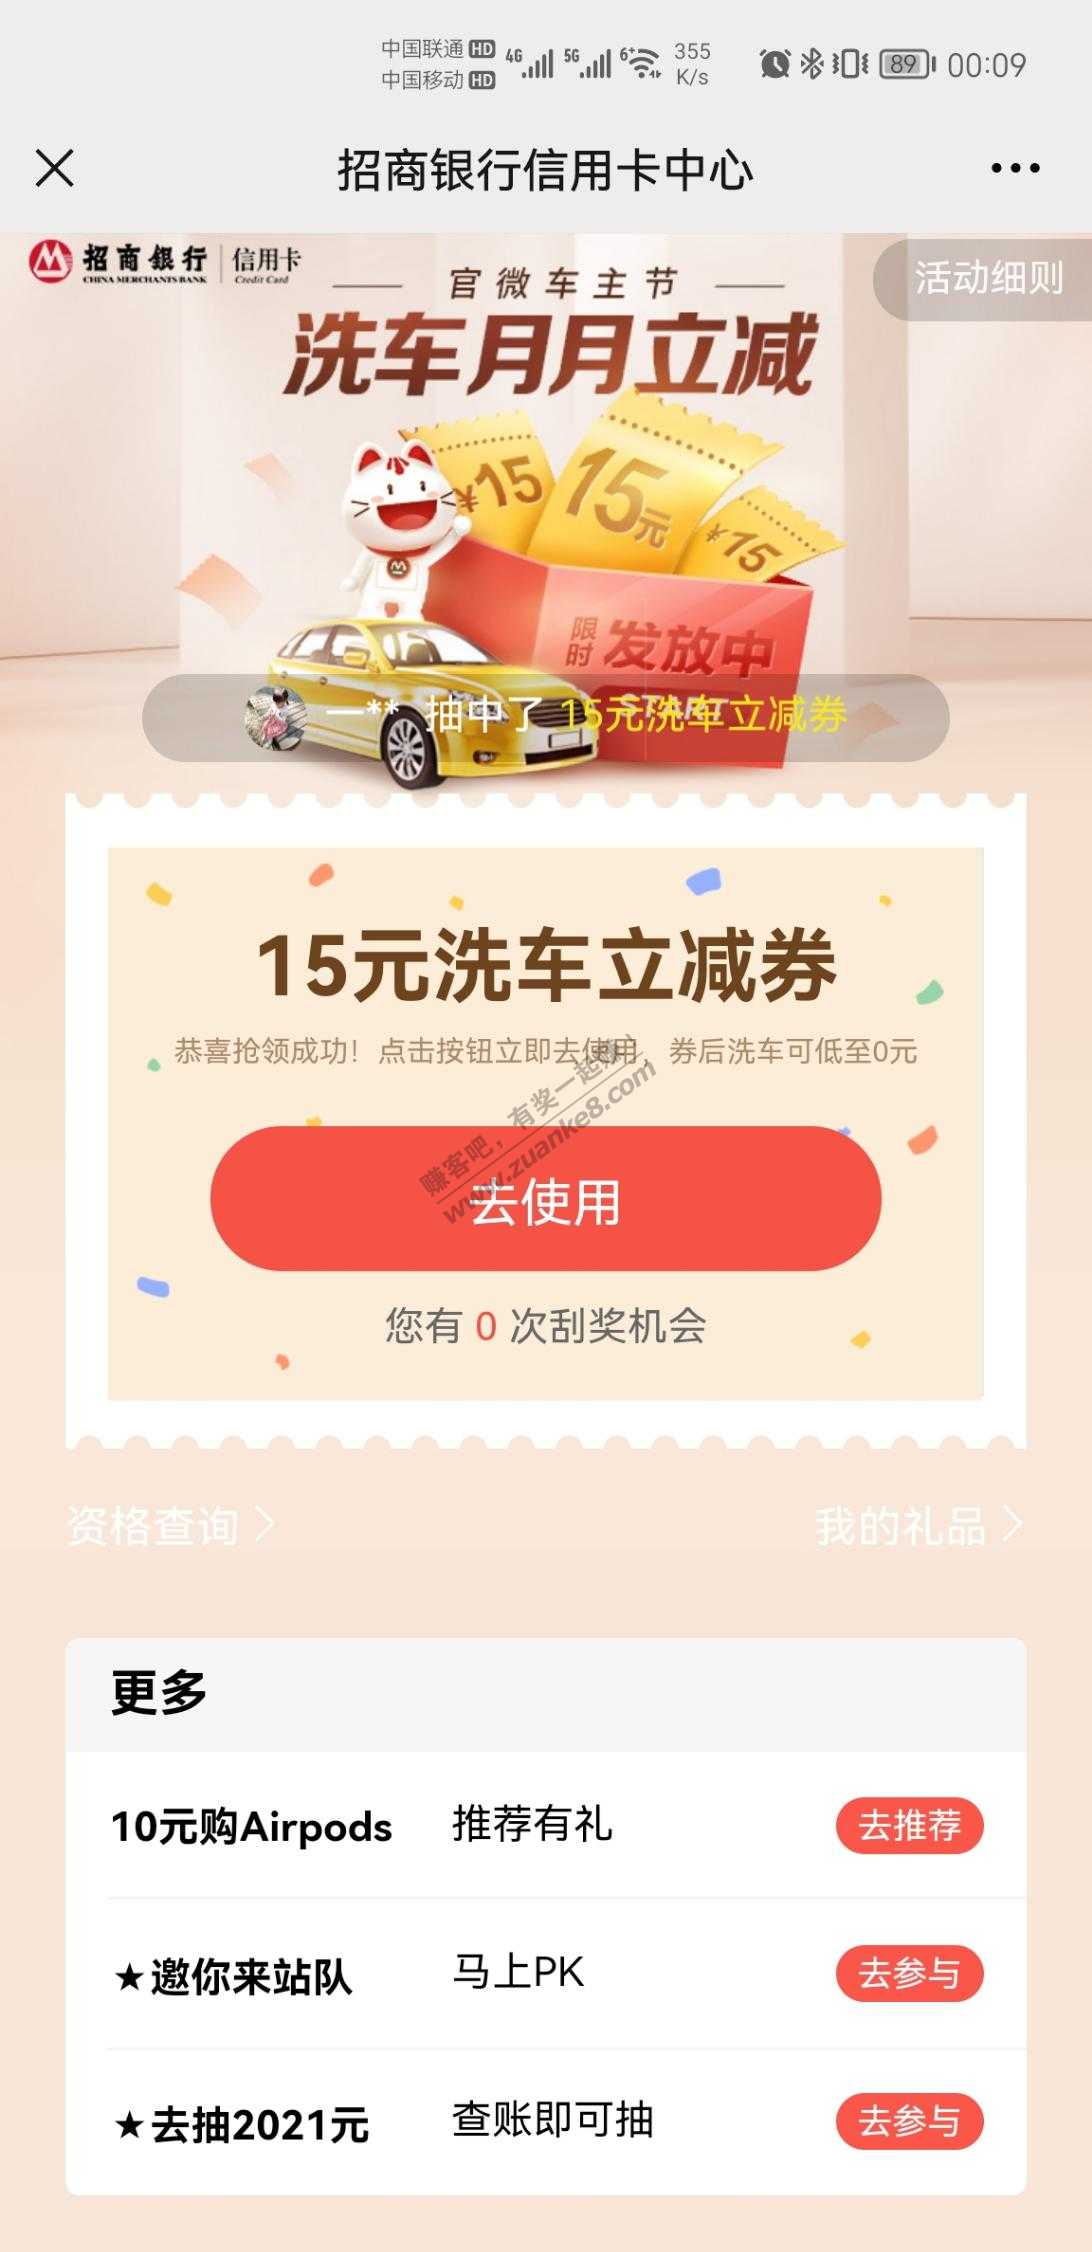 中国联通 HD 4G 5G 6+ 355 K/s 89 00:09
中国移动 HD
招商银行信用卡中心
招商银行 信用卡
CHINA MERCHANTS BANK Credit Card
活动细则
官微车主节
洗车月月立减
¥15
15元
¥15
限时 发放中
一** 抽中了 15元洗车立减券
15元洗车立减券
恭喜抢领成功！点击按钮立即去使用，券后洗车可低至0元
赚客吧，有奖一起赚！
www.zuanke8.com
去使用
您有 0 次刮奖机会
资格查询
我的礼品
更多
10元购Airpods 推荐有礼 去推荐
★邀你来站队 马上PK 去参与
★去抽2021元 查账即可抽 去参与